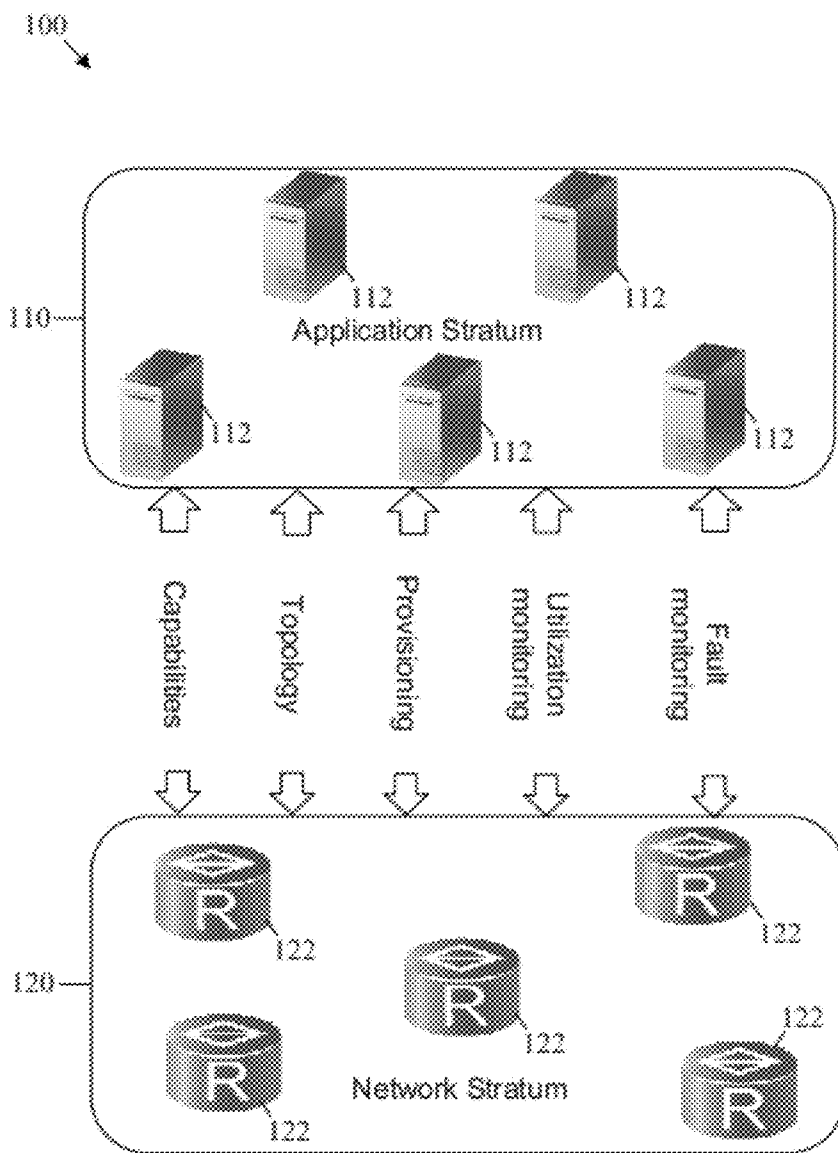 100
112
112
110
Application Stratum
112
112
112
Capabilities
Topology
Provisioning
Utilization
monitoring
Fault
monitoring
R
122
R
122
R
122
120
R
122
122
R
Network Stratum